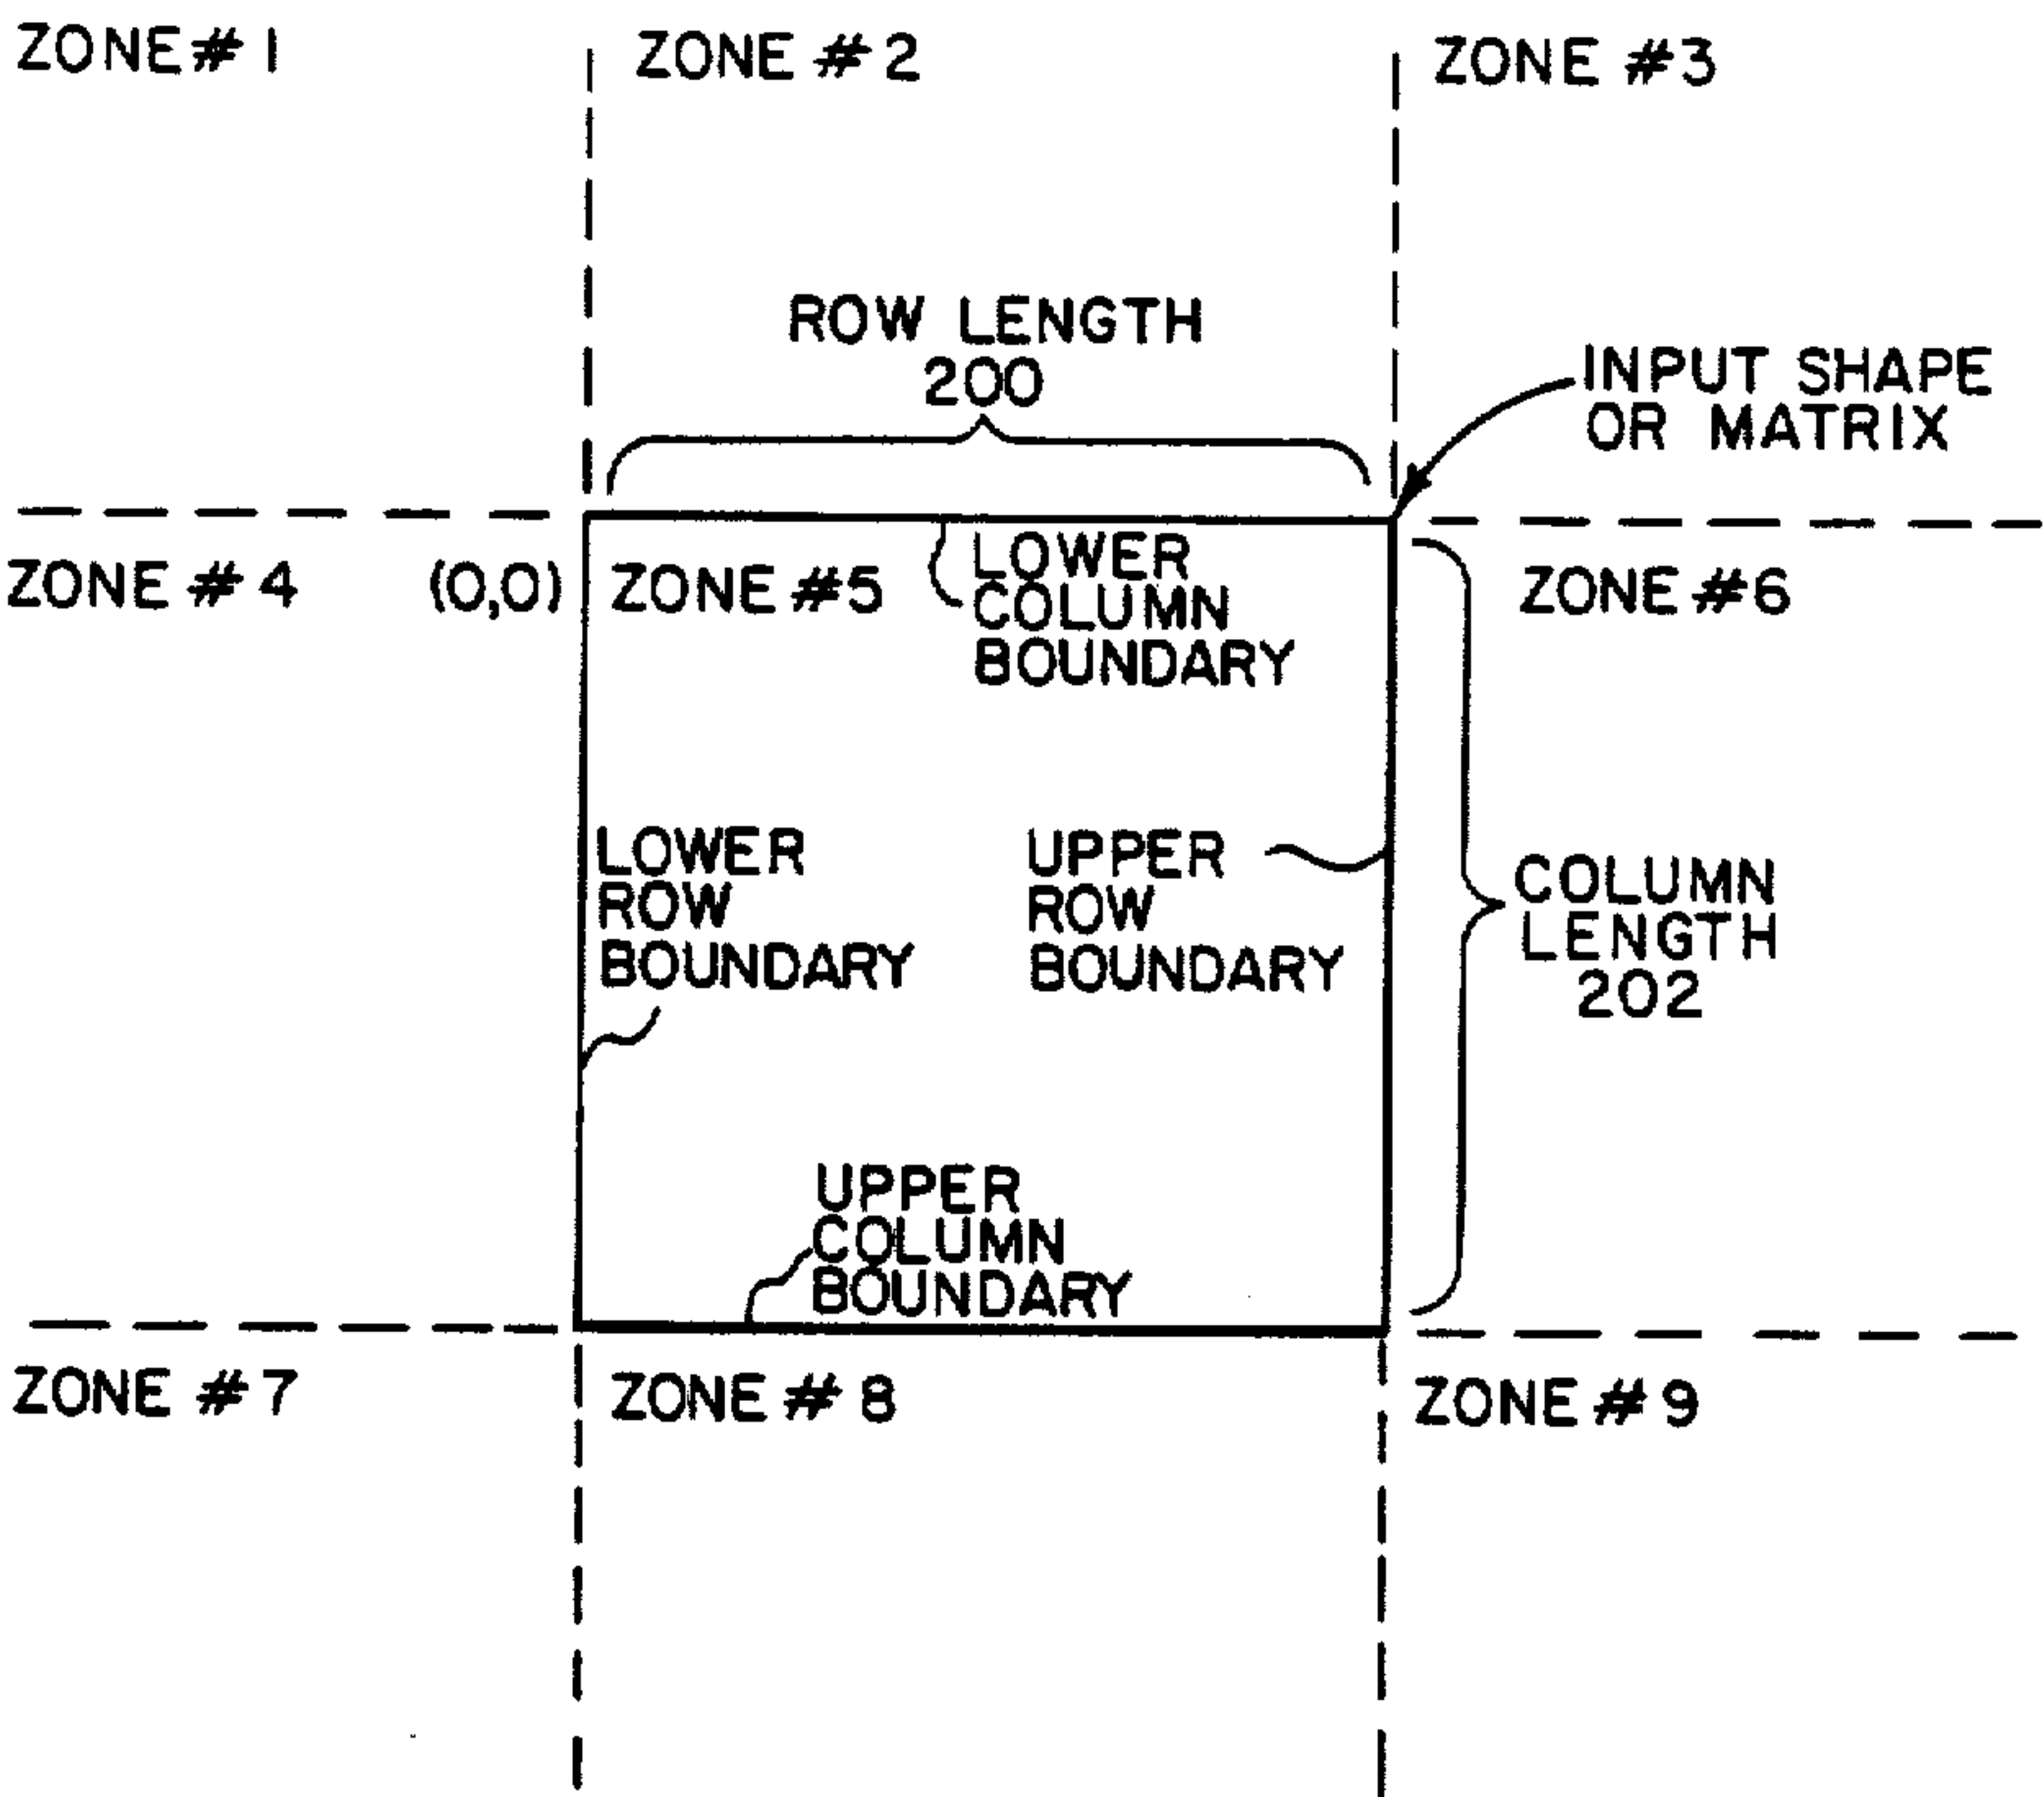 ZONE # 1
ZONE # 2
ZONE #3
ROW LENGTH
200
INPUT SHAPE
OR MATRIX
ZONE # 4
(0,0)
ZONE #5
LOWER
COLUMN
BOUNDARY
ZONE #6
LOWER
ROW
BOUNDARY
UPPER
ROW
BOUNDARY
COLUMN
LENGTH
202
UPPER
COLUMN
BOUNDARY
ZONE #7
ZONE # 8
ZONE # 9